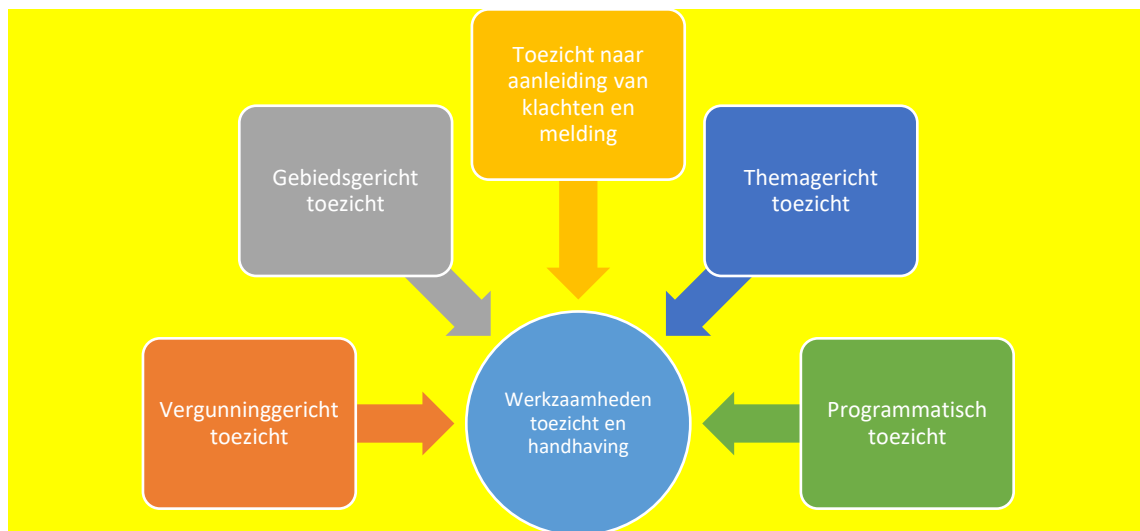 Toezicht naar
aanleiding van
klachten en
melding
Gebiedsgericht
toezicht
Themagericht
toezicht
Vergunninggericht
toezicht
Werkzaamheden
toezicht en
handhaving
Programmatisch
toezicht